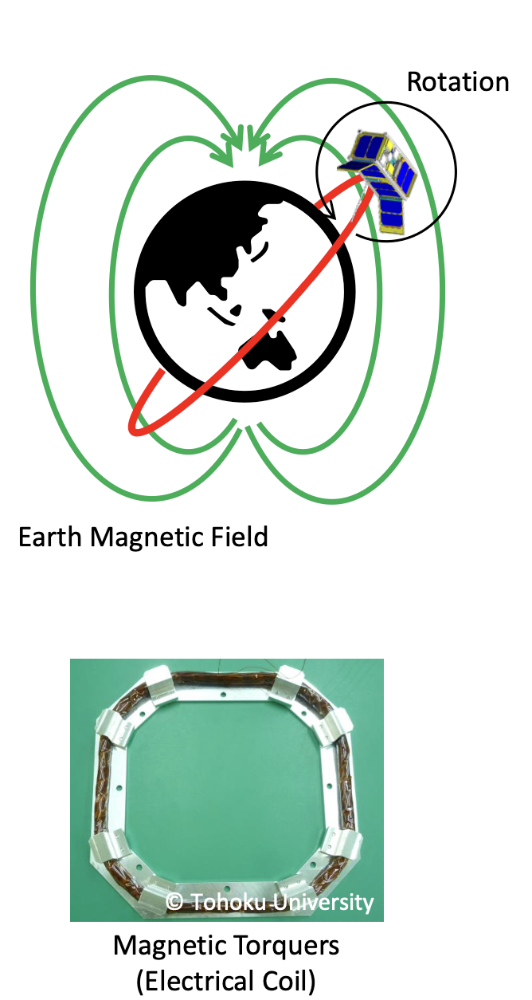 Rotation
Earth Magnetic Field
© Tohoku University
Magnetic Torquers
(Electrical Coil)